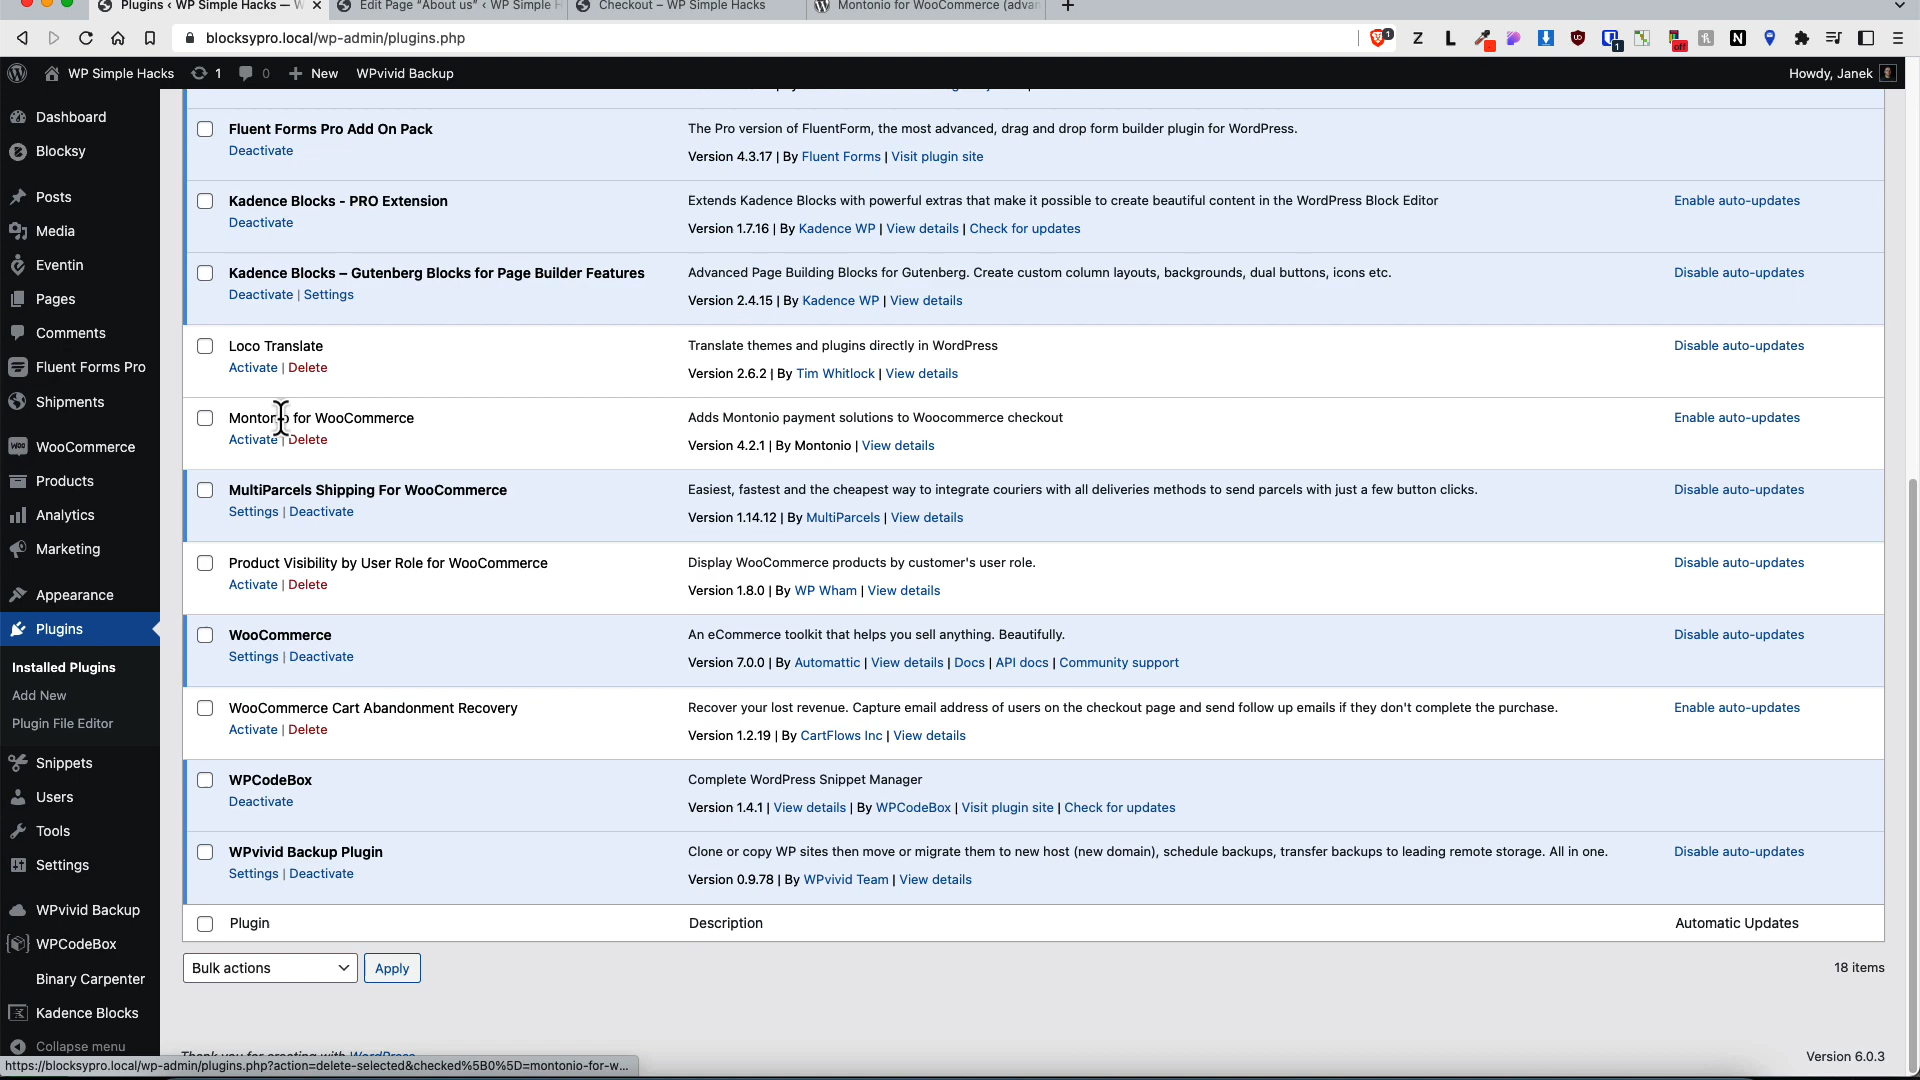 Plugins ‹ WP Simple Hacks — W
Edit Page "About us" ‹ WP Simple H
Checkout – WP Simple Hacks
Montonio for WooCommerce (advan
blocksypro.local/wp-admin/plugins.php
WP Simple Hacks
1
0
New
WPvivid Backup
Howdy, Janek
Dashboard
Blocksy
Posts
Media
Eventin
Pages
Comments
Fluent Forms Pro
Shipments
WooCommerce
Products
Analytics
Marketing
Appearance
Plugins
Installed Plugins
Add New
Plugin File Editor
Snippets
Users
Tools
Settings
WPvivid Backup
WPCodeBox
Binary Carpenter
Kadence Blocks
Collapse menu
Fluent Forms Pro Add On Pack
The Pro version of FluentForm, the most advanced, drag and drop form builder plugin for WordPress.
Deactivate
Version 4.3.17 | By Fluent Forms | Visit plugin site
Kadence Blocks - PRO Extension
Extends Kadence Blocks with powerful extras that make it possible to create beautiful content in the WordPress Block Editor
Enable auto-updates
Deactivate
Version 1.7.16 | By Kadence WP | View details | Check for updates
Kadence Blocks – Gutenberg Blocks for Page Builder Features
Advanced Page Building Blocks for Gutenberg. Create custom column layouts, backgrounds, dual buttons, icons etc.
Disable auto-updates
Deactivate | Settings
Version 2.4.15 | By Kadence WP | View details
Loco Translate
Translate themes and plugins directly in WordPress
Disable auto-updates
Activate | Delete
Version 2.6.2 | By Tim Whitlock | View details
Montonio for WooCommerce
Adds Montonio payment solutions to Woocommerce checkout
Enable auto-updates
Activate | Delete
Version 4.2.1 | By Montonio | View details
MultiParcels Shipping For WooCommerce
Easiest, fastest and the cheapest way to integrate couriers with all deliveries methods to send parcels with just a few button clicks.
Disable auto-updates
Settings | Deactivate
Version 1.14.12 | By MultiParcels | View details
Product Visibility by User Role for WooCommerce
Display WooCommerce products by customer's user role.
Disable auto-updates
Activate | Delete
Version 1.8.0 | By WP Wham | View details
WooCommerce
An eCommerce toolkit that helps you sell anything. Beautifully.
Disable auto-updates
Settings | Deactivate
Version 7.0.0 | By Automattic | View details | Docs | API docs | Community support
WooCommerce Cart Abandonment Recovery
Recover your lost revenue. Capture email address of users on the checkout page and send follow up emails if they don't complete the purchase.
Enable auto-updates
Activate | Delete
Version 1.2.19 | By CartFlows Inc | View details
WPCodeBox
Complete WordPress Snippet Manager
Deactivate
Version 1.4.1 | View details | By WPCodeBox | Visit plugin site | Check for updates
WPvivid Backup Plugin
Clone or copy WP sites then move or migrate them to new host (new domain), schedule backups, transfer backups to leading remote storage. All in one.
Disable auto-updates
Settings | Deactivate
Version 0.9.78 | By WPvivid Team | View details
Plugin
Description
Automatic Updates
Bulk actions
Apply
18 items
Thank you for creating with WordPress
Version 6.0.3
https://blocksypro.local/wp-admin/plugins.php?action=delete-selected&checked%5B0%5D=montonio-for-w...